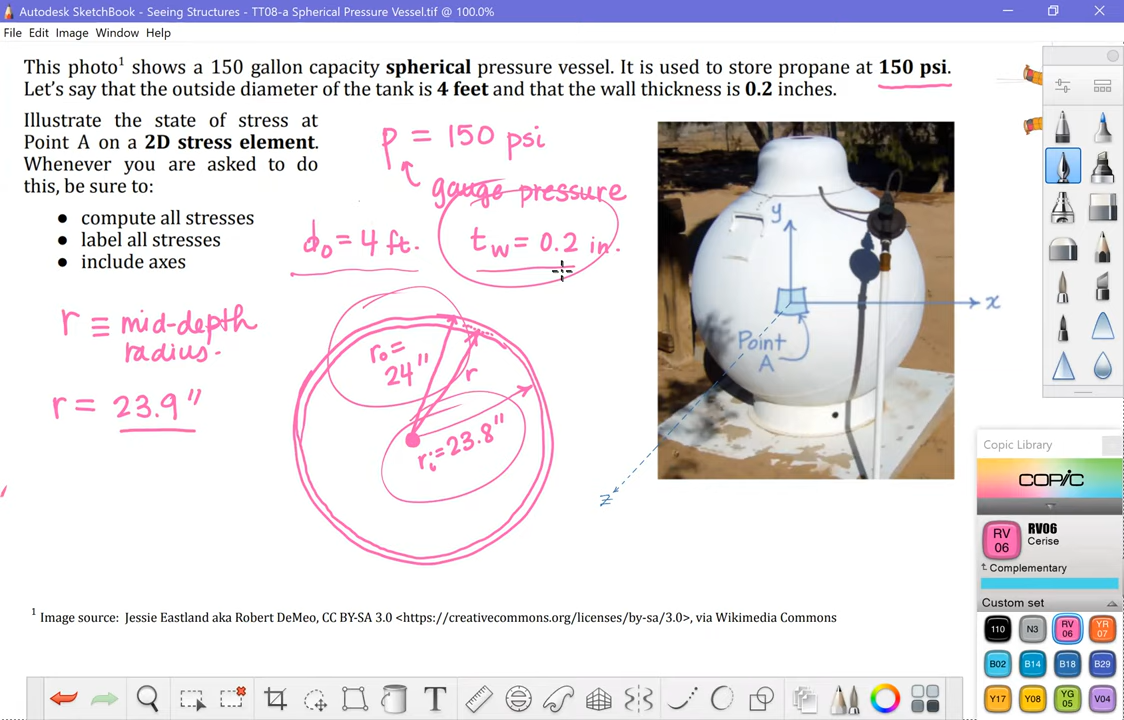 Autodesk SketchBook - Seeing Structures - TT08-a Spherical Pressure Vessel.tif @ 100.0%
File Edit Image Window Help
This photo1 shows a 150 gallon capacity spherical pressure vessel. It is used to store propane at 150 psi.
Let's say that the outside diameter of the tank is 4 feet and that the wall thickness is 0.2 inches.
Illustrate the state of stress at
Point A on a 2D stress element.
Whenever you are asked to do
this, be sure to:
• compute all stresses
• label all stresses
• include axes
p = 150 psi
gauge pressure
do = 4 ft.
tw = 0.2 in.
r ≡ mid-depth
radius.
r = 23.9"
ro =
24"
r
ri = 23.8"
y
x
Point
A
z
1 Image source: Jessie Eastland aka Robert DeMeo, CC BY-SA 3.0 <https://creativecommons.org/licenses/by-sa/3.0>, via Wikimedia Commons
Copic Library
COPIC
RV
06
RV06
Cerise
Complementary
Custom set
110 N3 RV 06 YR 07
B02 B14 B18 B29
Y17 Y08 YG 05 V04
T